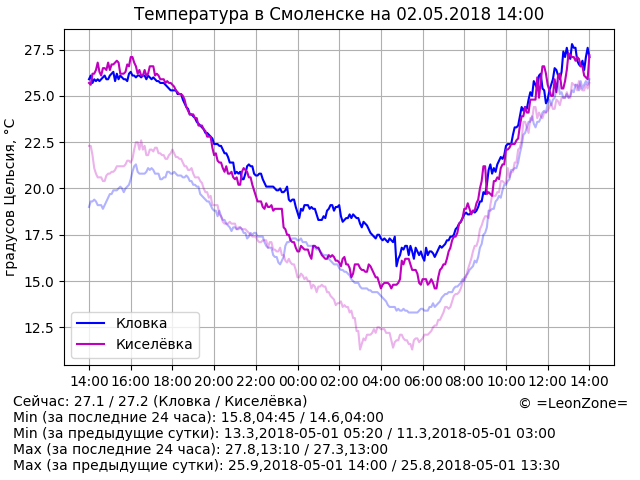 Температура в Смоленске на 02.05.2018 14:00
градусов Цельсия, °C
27.5
25.0
22.5
20.0
17.5
15.0
12.5
Кловка
Киселёвка
14:00 16:00 18:00 20:00 22:00 00:00 02:00 04:00 06:00 08:00 10:00 12:00 14:00
Сейчас: 27.1 / 27.2 (Кловка / Киселёвка)
© =LeonZone=
Min (за последние 24 часа): 15.8,04:45 / 14.6,04:00
Min (за предыдущие сутки): 13.3,2018-05-01 05:20 / 11.3,2018-05-01 03:00
Max (за последние 24 часа): 27.8,13:10 / 27.3,13:00
Max (за предыдущие сутки): 25.9,2018-05-01 14:00 / 25.8,2018-05-01 13:30